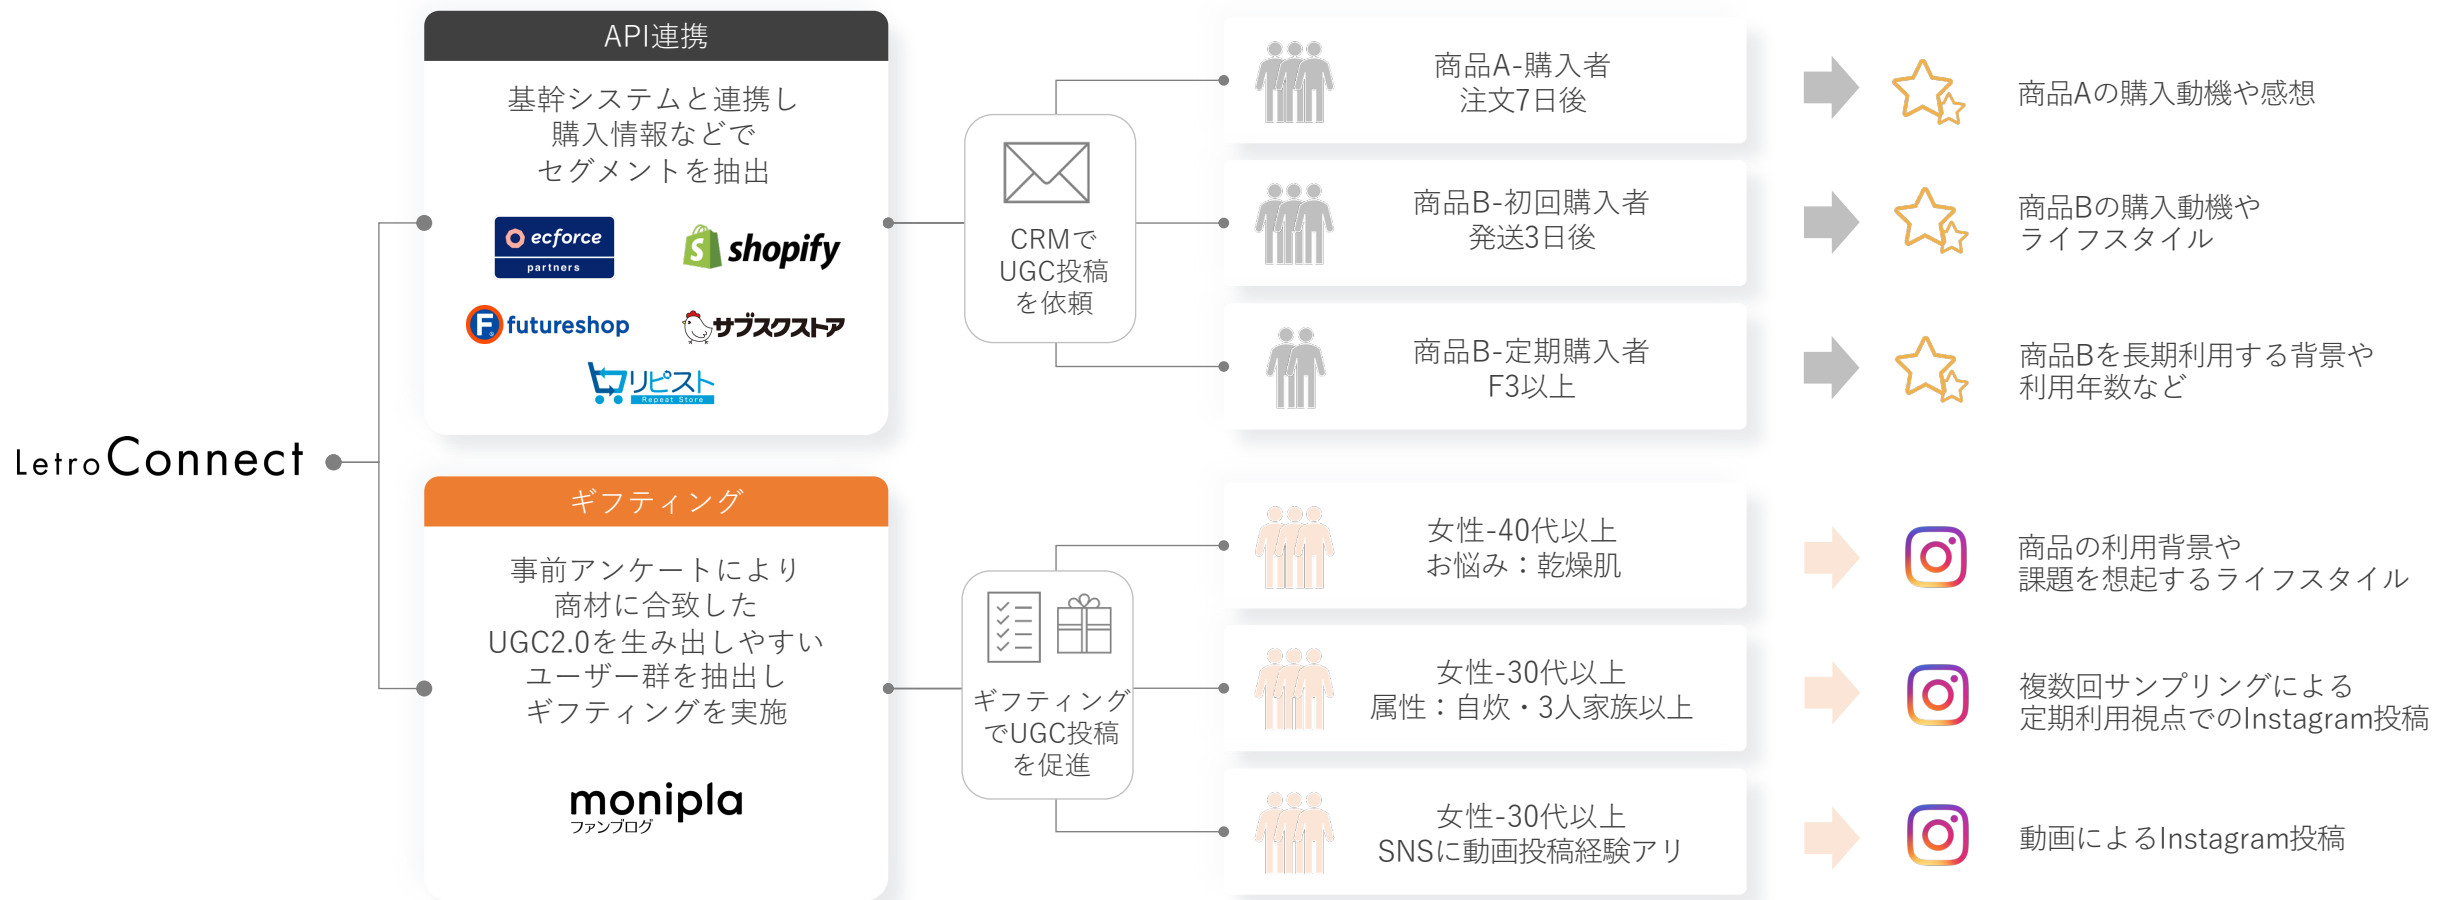 LetroConnect
API連携
基幹システムと連携し
購入情報などで
セグメントを抽出
ecforce
partners
shopify
futureshop
サブスクストア
リピスト
Repeat Store
CRMで
UGC投稿
を依頼
商品A-購入者
注文7日後
商品Aの購入動機や感想
商品B-初回購入者
発送3日後
商品Bの購入動機や
ライフスタイル
商品B-定期購入者
F3以上
商品Bを長期利用する背景や
利用年数など
ギフティング
事前アンケートにより
商材に合致した
UGC2.0を生み出しやすい
ユーザー群を抽出し
ギフティングを実施
monipla
ファンブログ
ギフティング
でUGC投稿
を促進
女性-40代以上
お悩み：乾燥肌
商品の利用背景や
課題を想起するライフスタイル
女性-30代以上
属性：自炊・3人家族以上
複数回サンプリングによる
定期利用視点でのInstagram投稿
女性-30代以上
SNSに動画投稿経験アリ
動画によるInstagram投稿